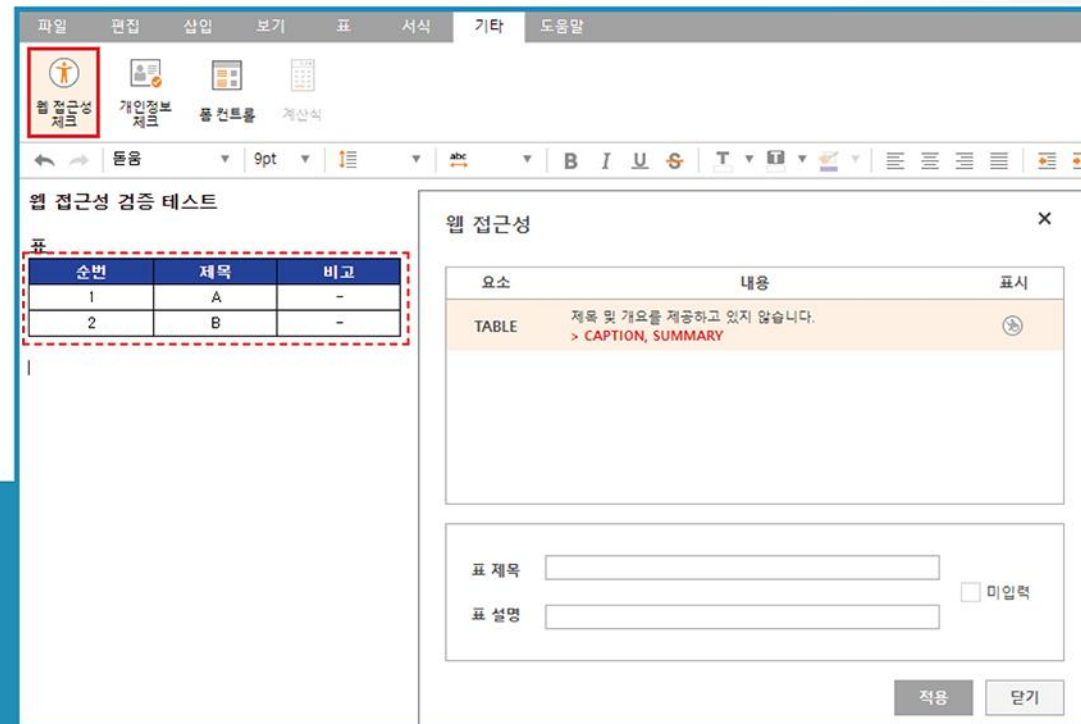 파일 편집 삽입 보기 표 서식 기타 도움말
웹 접근성 체크
개인정보 체크
폼 컨트롤
계산식
돋움 9pt abc B I U S T T
웹 접근성 검증 테스트
표
순번 제목 비고
1 A -
2 B -
웹 접근성 ×
요소 내용 표시
TABLE
제목 및 개요를 제공하고 있지 않습니다.
> CAPTION, SUMMARY
표 제목
미입력
표 설명
적용 닫기